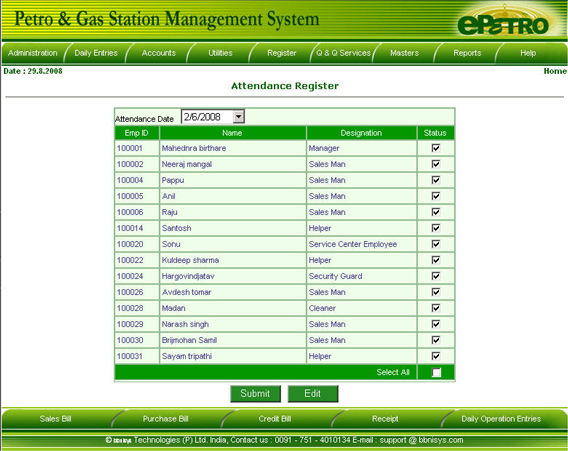 Petro & Gas Station Management System
ePETRO
Administration Daily Entries Accounts Utilities Register Q & Q Services Masters Reports Help
Date : 29.8.2008 Home
Attendance Register
Attendance Date 2/6/2008
Emp ID Name Designation Status
100001 Mahednra birthare Manager
100002 Neeraj mangal Sales Man
100004 Pappu Sales Man
100005 Anil Sales Man
100006 Raju Sales Man
100014 Santosh Helper
100020 Sonu Service Center Employee
100022 Kuldeep sharma Helper
100024 Hargovindjatav Security Guard
100026 Avdesh tomar Sales Man
100028 Madan Cleaner
100029 Narash singh Sales Man
100030 Brijmohan Samil Sales Man
100031 Sayam tripathi Helper
Select All
Submit Edit
Sales Bill Purchase Bill Credit Bill Receipt Daily Operation Entries
© bbnisys Technologies (P) Ltd. India, Contact us : 0091 - 751 - 4010134 E-mail : support @ bbnisys.com